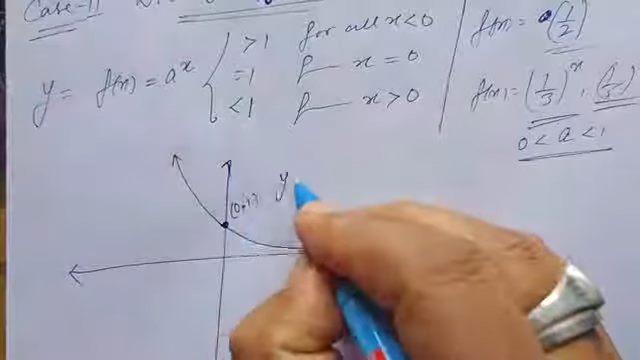 Case-II
y = f(x) = a^x { >1 for all x<0
=1 f— x = 0
<1 f— x > 0
f(x) = (1/2)
f(x) = (1/3)^x,
0 < a < 1
(0,1)
y